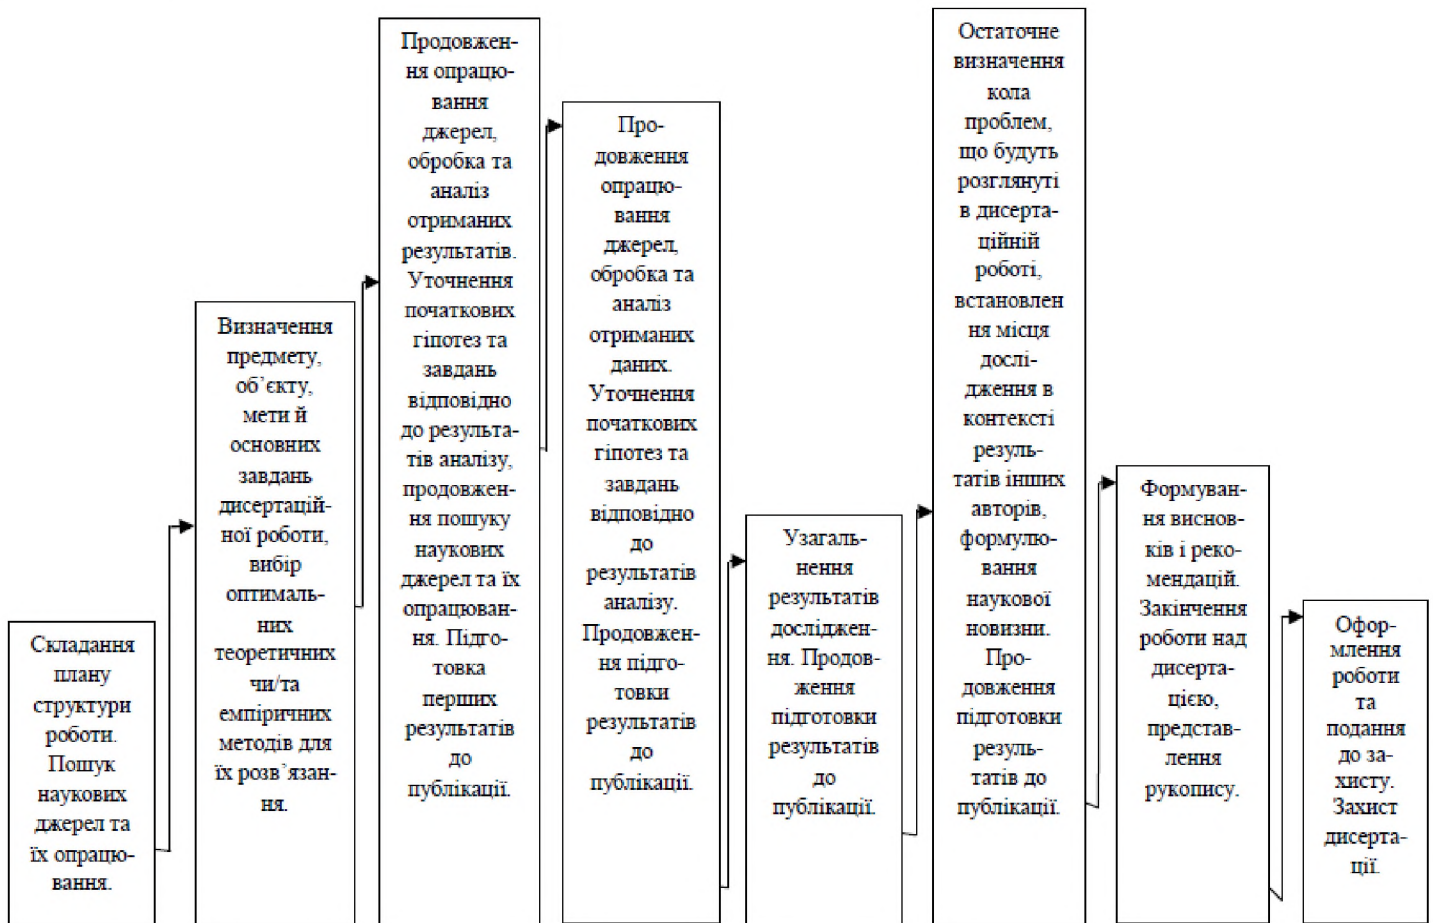 Складання
плану
структури
роботи.
Пошук
наукових
джерел та
їх опрацю-
вання.
Визначення
предмету,
об’єкту,
мети й
основних
завдань
дисертацій-
ної роботи,
вибір
оптималь-
них
теоретичних
чи/та
емпіричних
методів для
їх розв’язан-
ня.
Продовжен-
ня опрацю-
вання
джерел,
обробка та
аналіз
отриманих
результатів.
Уточнення
початкових
гіпотез та
завдань
відповідно
до результа-
тів аналізу,
продовжен-
ня пошуку
наукових
джерел та їх
опрацюван-
ня. Підго-
товка
перших
результатів
до
публікації.
Про-
довження
опрацю-
вання
джерел,
обробка та
аналіз
отриманих
даних.
Уточнення
початкових
гіпотез та
завдань
відповідно
до
результатів
аналізу.
Продовжен-
ня підго-
товки
результатів
до
публікації.
Узагаль-
нення
результатів
дослідžen-
ня. Продов-
ження
підготовки
результатів
до
публікації.
Остаточне
визначення
кола
проблем,
що будуть
розглянуті
в дисерта-
ційній
роботі,
встановлен
ня місця
дослі-
дження в
контексті
резуль-
татів інших
авторів,
формулю-
вання
наукової
новизни.
Про-
довження
підготовки
резуль-
татів до
публікації.
Формуван-
ня виснов-
ків і реко-
мендацій.
Закінчення
роботи над
дисерта-
цією,
представ-
лення
рукопису.
Офор-
млення
роботи
та
подання
до за-
хисту.
Захист
дисерта-
ції.